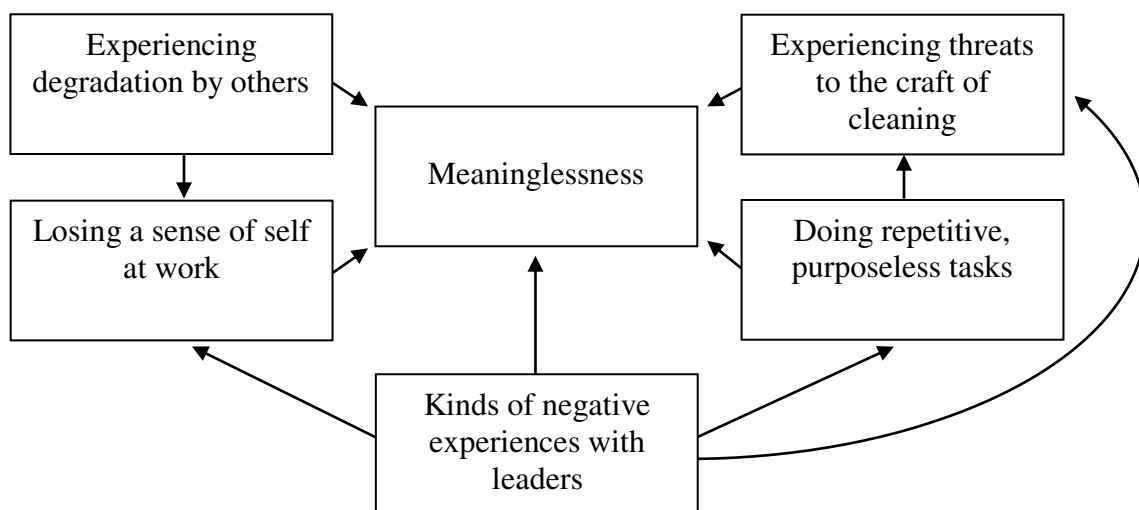 Experiencing
degradation by others
Experiencing threats
to the craft of
cleaning
Meaninglessness
Losing a sense of self
at work
Doing repetitive,
purposeless tasks
Kinds of negative
experiences with
leaders